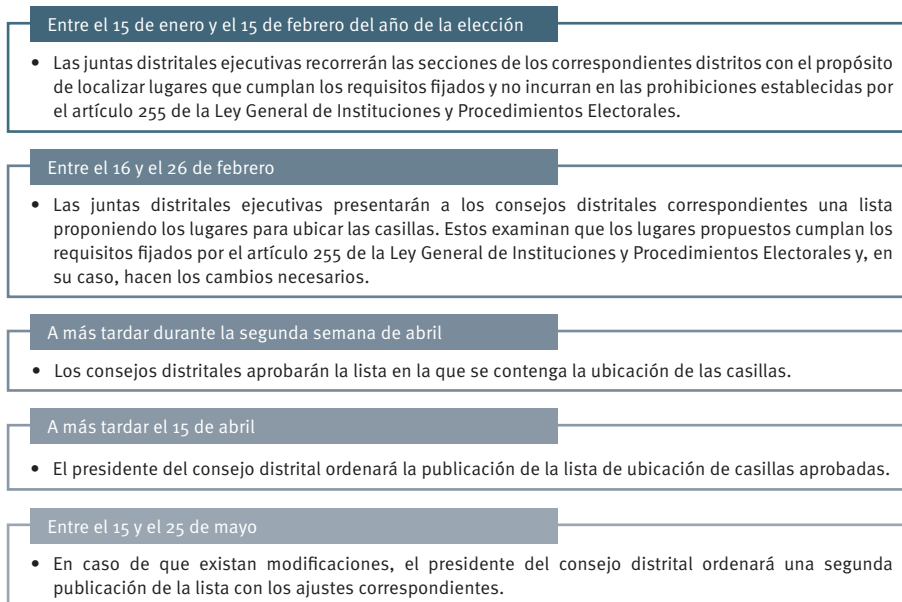 Entre el 15 de enero y el 15 de febrero del año de la elección
• Las juntas distritales ejecutivas recorrerán las secciones de los correspondientes distritos con el propósito
de localizar lugares que cumplan los requisitos fijados y no incurran en las prohibiciones establecidas por
el artículo 255 de la Ley General de Instituciones y Procedimientos Electorales.
Entre el 16 y el 26 de febrero
• Las juntas distritales ejecutivas presentarán a los consejos distritales correspondientes una lista
proponiendo los lugares para ubicar las casillas. Estos examinan que los lugares propuestos cumplan los
requisitos fijados por el artículo 255 de la Ley General de Instituciones y Procedimientos Electorales y, en
su caso, hacen los cambios necesarios.
A más tardar durante la segunda semana de abril
• Los consejos distritales aprobarán la lista en la que se contenga la ubicación de las casillas.
A más tardar el 15 de abril
• El presidente del consejo distrital ordenará la publicación de la lista de ubicación de casillas aprobadas.
Entre el 15 y el 25 de mayo
• En caso de que existan modificaciones, el presidente del consejo distrital ordenará una segunda
publicación de la lista con los ajustes correspondientes.